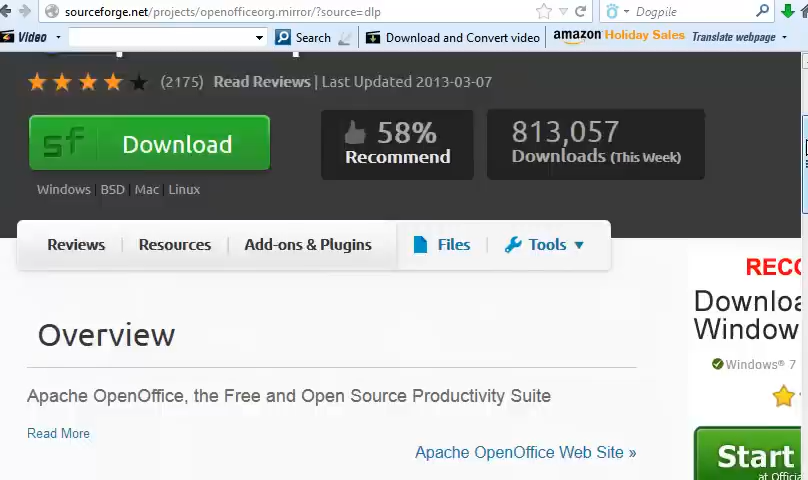 sourceforge.net/projects/openofficeorg.mirror/?source=dlp
Dogpile
Video
Search
Download and Convert video
amazon Holiday Sales
Translate webpage
(2175) Read Reviews | Last Updated 2013-03-07
sf Download
58%
Recommend
813,057
Downloads (This Week)
Windows | BSD | Mac | Linux
Reviews | Resources | Add-ons & Plugins
Files | Tools
Overview
Apache OpenOffice, the Free and Open Source Productivity Suite
Read More
Apache OpenOffice Web Site »
RECO
Downloa
Window
Windows® 7
Start
at Officia